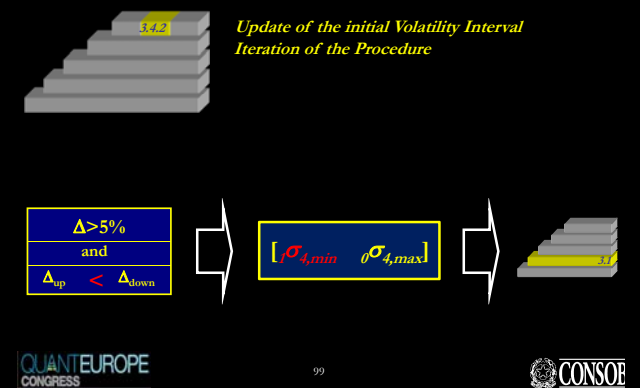 3.4.2
Update of the initial Volatility Interval
Iteration of the Procedure
Δ>5%
and
Δup < Δdown
[1σ4,min 0σ4,max]
3.1
QUANTEUROPE
CONGRESS
99
CONSOB